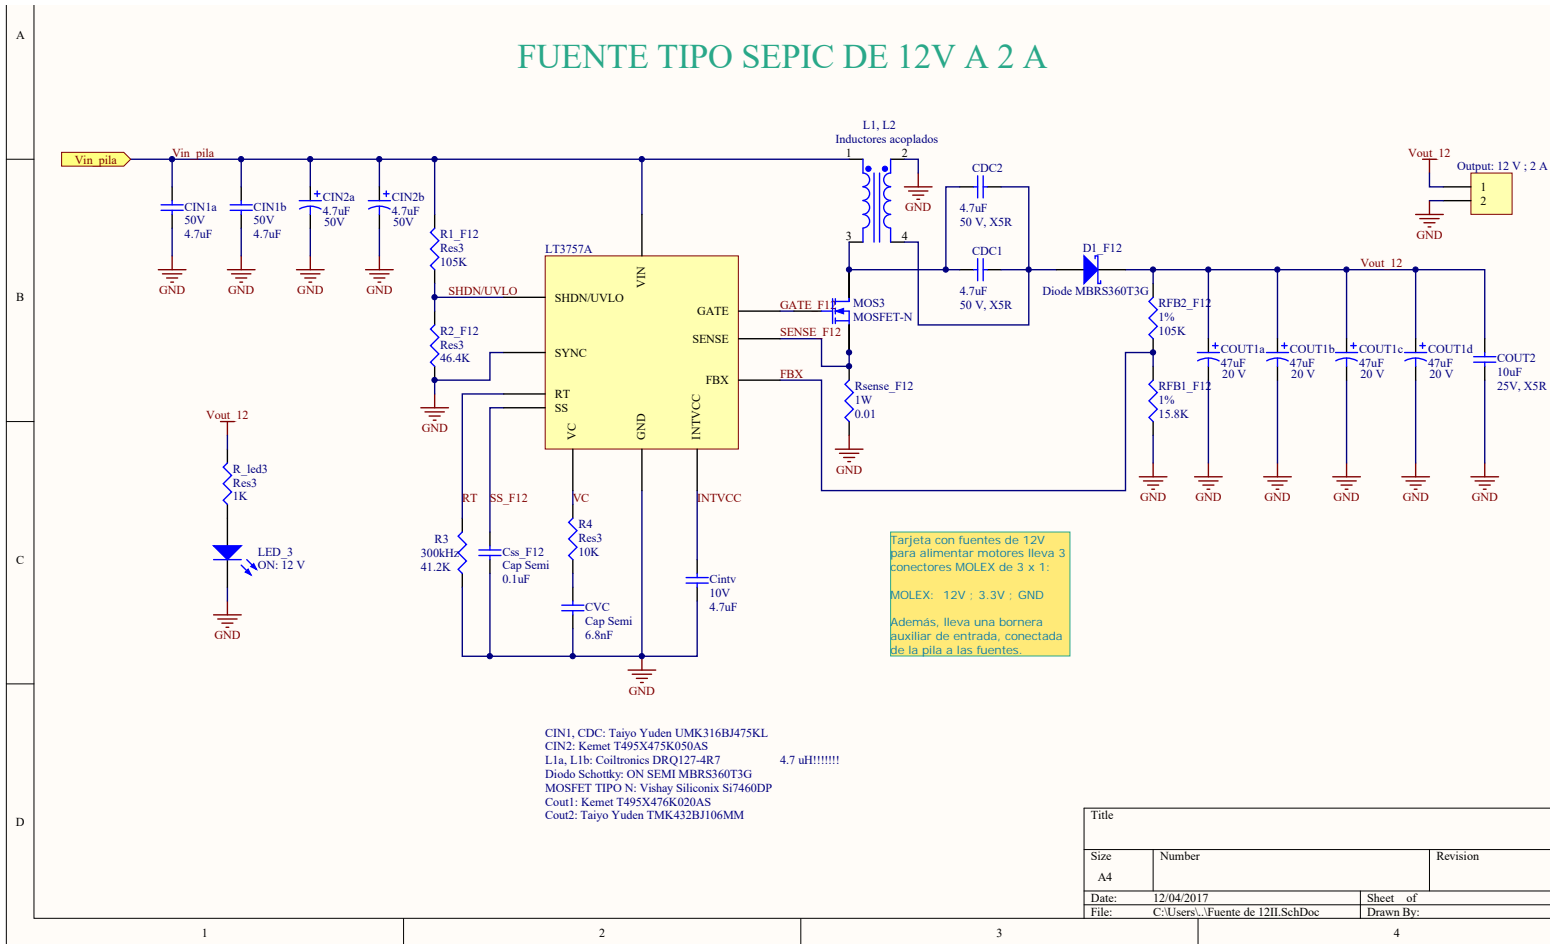 FUENTE TIPO SEPIC DE 12V A 2 A
A
B
C
D
Vin_pila
Vin_pila
CIN1a
50V
4.7uF
GND
CIN1b
50V
4.7uF
GND
CIN2a
4.7uF
50V
GND
CIN2b
4.7uF
50V
GND
R1_F12
Res3
105K
SHDN/UVLO
R2_F12
Res3
46.4K
GND
LT3757A
VIN
SHDN/UVLO
SYNC
RT
SS
VC
GND
INTVCC
GATE
SENSE
FBX
GATE_F12
SENSE_F12
FBX
L1, L2
Inductores acoplados
1
2
3
4
GND
CDC2
4.7uF
50 V, X5R
CDC1
4.7uF
50 V, X5R
MOS3
MOSFET-N
Rsense_F12
1W
0.01
GND
D1_F12
Diode MBRS360T3G
Vout_12
RFB2_F12
1%
105K
RFB1_F12
1%
15.8K
GND
COUT1a
47uF
20 V
GND
COUT1b
47uF
20 V
GND
COUT1c
47uF
20 V
GND
COUT1d
47uF
20 V
GND
COUT2
10uF
25V, X5R
GND
Vout_12
Output: 12 V ; 2 A
1
2
GND
Vout_12
R_led3
Res3
1K
LED_3
ON: 12 V
GND
RT
SS_F12
VC
INTVCC
R3
300kHz
41.2K
Css_F12
Cap Semi
0.1uF
R4
Res3
10K
CVC
Cap Semi
6.8nF
Cintv
10V
4.7uF
GND
Tarjeta con fuentes de 12V
para alimentar motores lleva 3
conectores MOLEX de 3 x 1:
MOLEX: 12V : 3.3V : GND
Además, lleva una bornera
auxiliar de entrada, conectada
de la pila a las fuentes.
CIN1, CDC: Taiyo Yuden UMK316BJ475KL
CIN2: Kemet T495X475K050AS
L1a, L1b: Coiltronics DRQ127-4R7 4.7 uH!!!!!!!
Diodo Schottky: ON SEMI MBRS360T3G
MOSFET TIPO N: Vishay Siliconix Si7460DP
Cout1: Kemet T495X476K020AS
Cout2: Taiyo Yuden TMK432BJ106MM
Title
Size
Number
Revision
A4
Date:
12/04/2017
Sheet of
File:
C:\Users\..\Fuente de 12II.SchDoc
Drawn By:
1
2
3
4